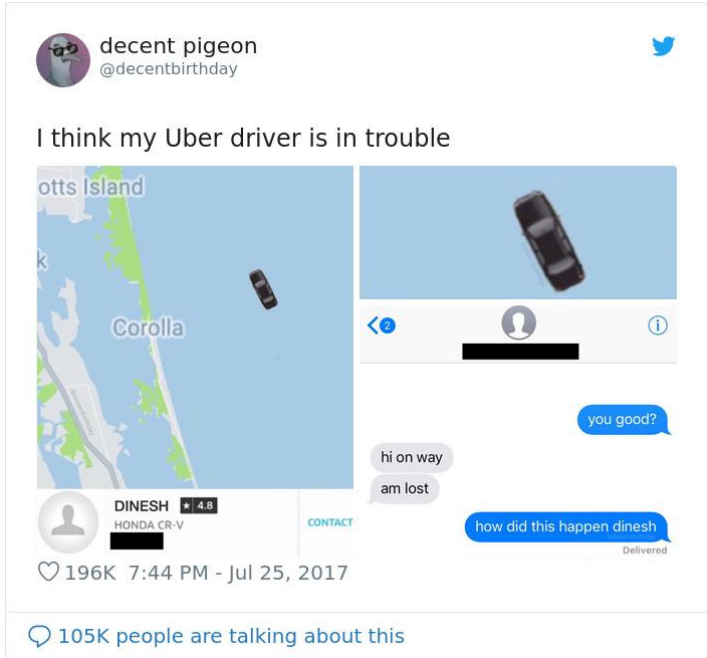 decent pigeon
@decentbirthday
I think my Uber driver is in trouble
otts Island
k
Corolla
DINESH ★ 4.8
HONDA CR-V
CONTACT
2
i
you good?
hi on way
am lost
how did this happen dinesh
Delivered
196K 7:44 PM - Jul 25, 2017
105K people are talking about this